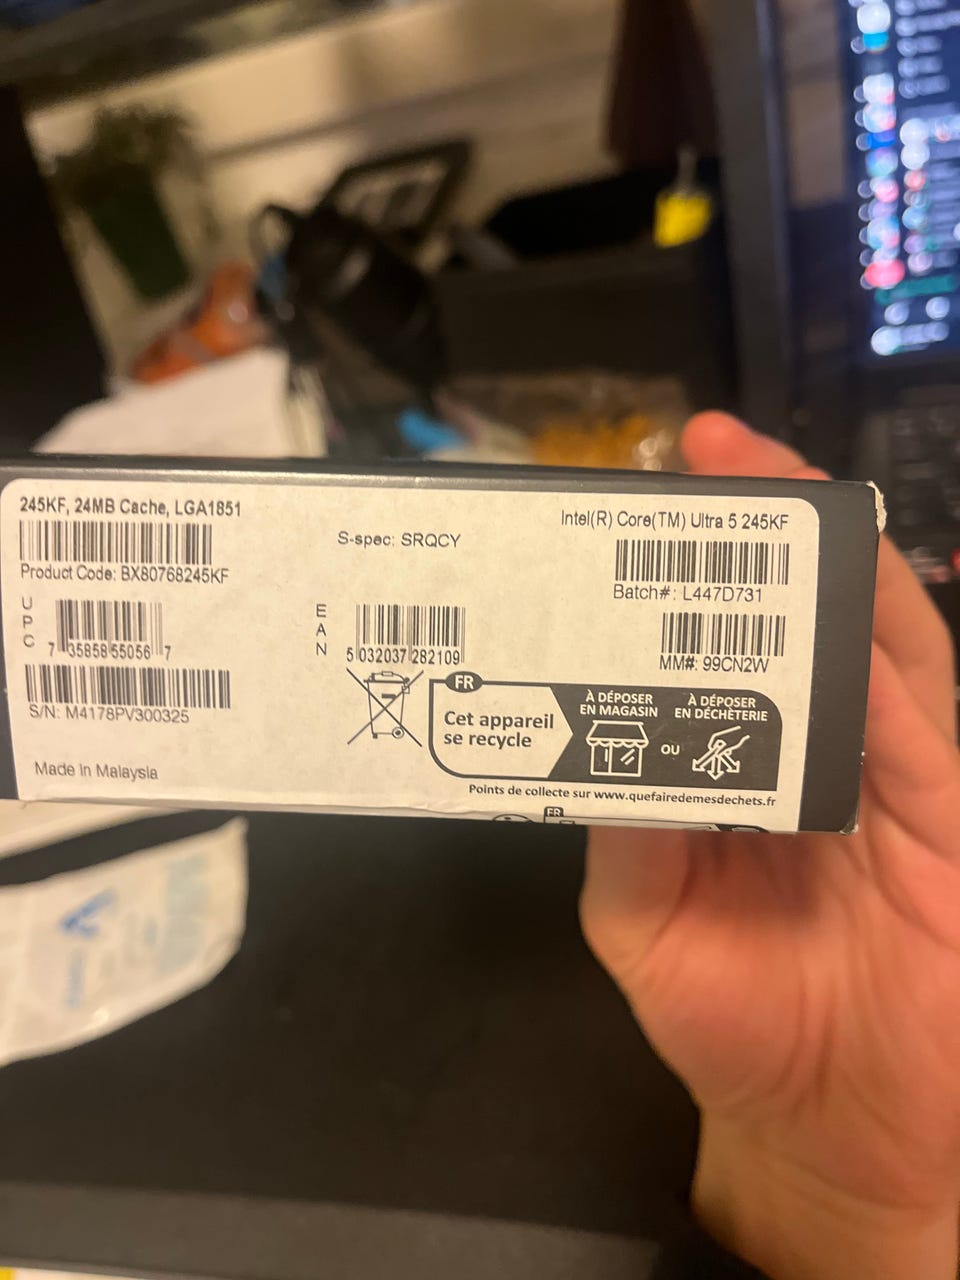 245KF, 24MB Cache, LGA1851
Product Code: BX80768245KF
UPC
7 35858 55056 7
S/N: M4178PV300325
Made in Malaysia
S-spec: SRQCY
EAN
5 032037 282109
Intel(R) Core(TM) Ultra 5 245KF
Batch#: L447D731
MM#: 99CN2W
FR
Cet appareil
se recycle
À DÉPOSER
EN MAGASIN
OU
À DÉPOSER
EN DÉCHÈTERIE
Points de collecte sur www.quefairedemesdechets.fr
FR